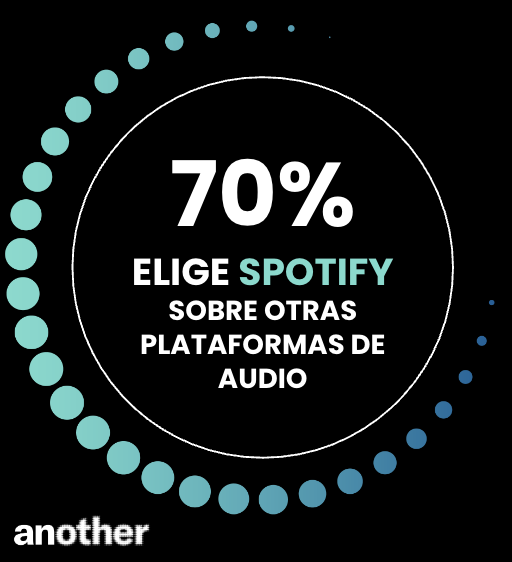 70%
ELIGE SPOTIFY
SOBRE OTRAS
PLATAFORMAS DE
AUDIO
another